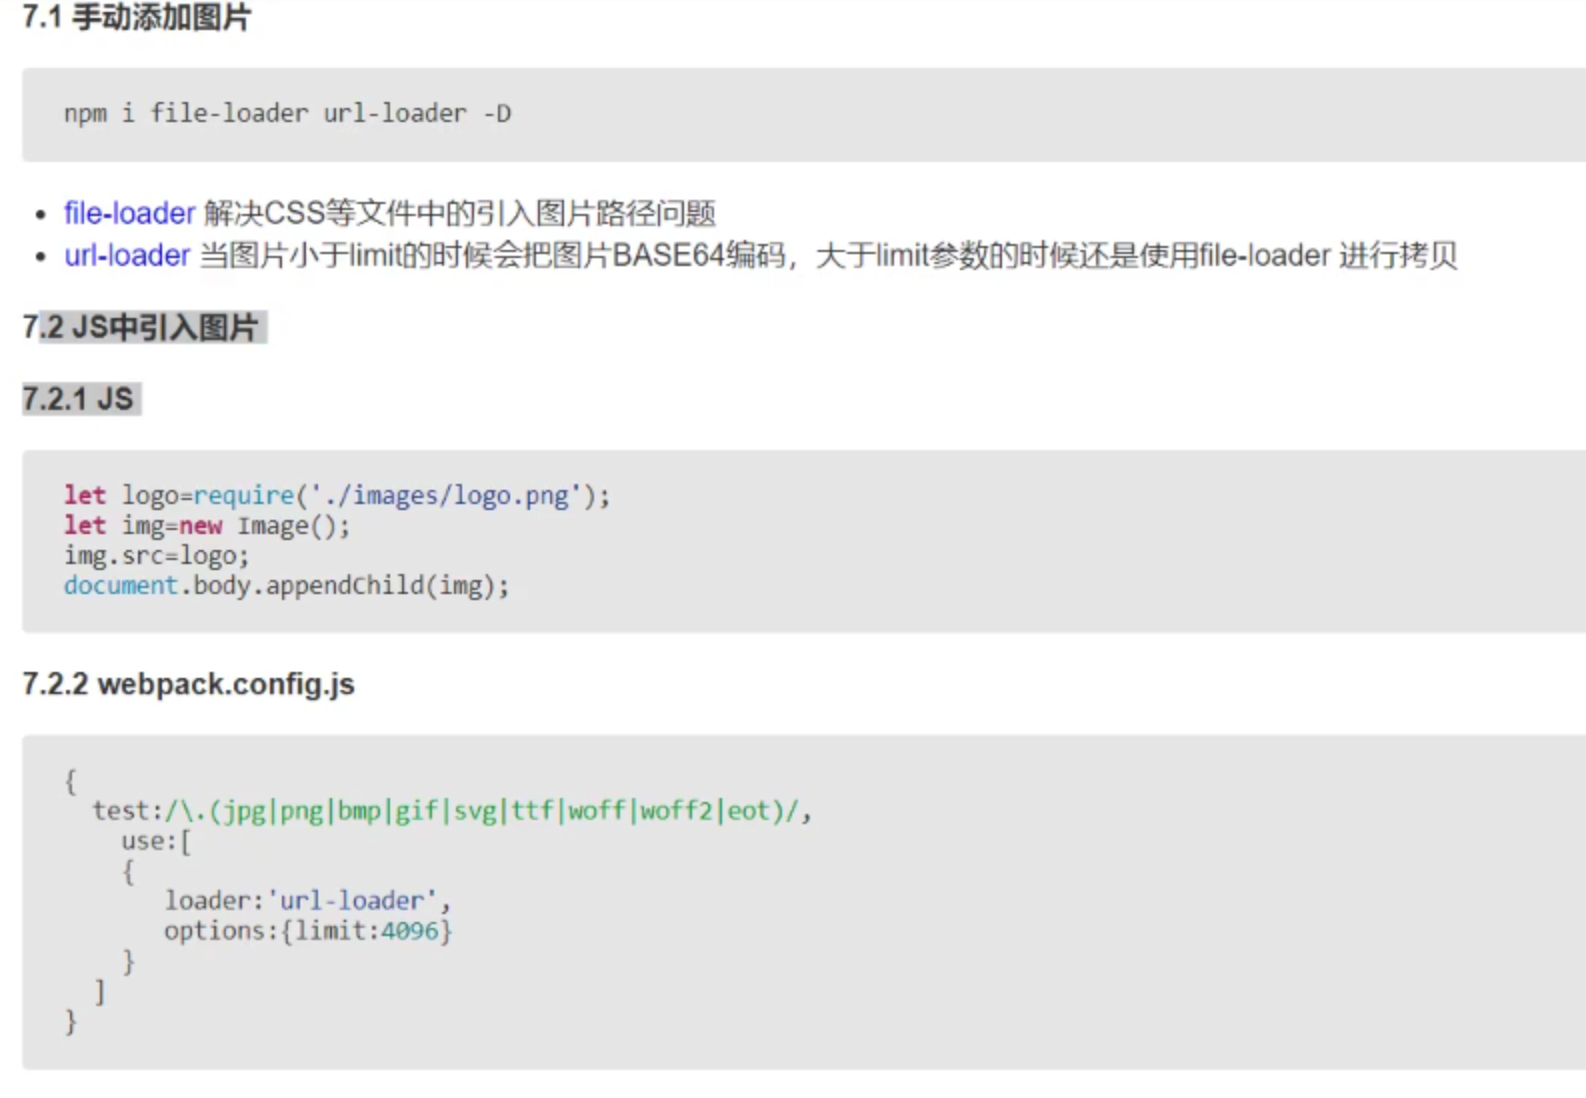 7.1 手动添加图片
npm i file-loader url-loader -D
• file-loader 解决CSS等文件中的引入图片路径问题
• url-loader 当图片小于limit的时候会把图片BASE64编码，大于limit参数的时候还是使用file-loader 进行拷贝
7.2 JS中引入图片
7.2.1 JS
let logo=require('./images/logo.png');
let img=new Image();
img.src=logo;
document.body.appendChild(img);
7.2.2 webpack.config.js
{
  test:/\.(jpg|png|bmp|gif|svg|ttf|woff|woff2|eot)/,
    use:[
    {
       loader:'url-loader',
       options:{limit:4096}
    }
  ]
}